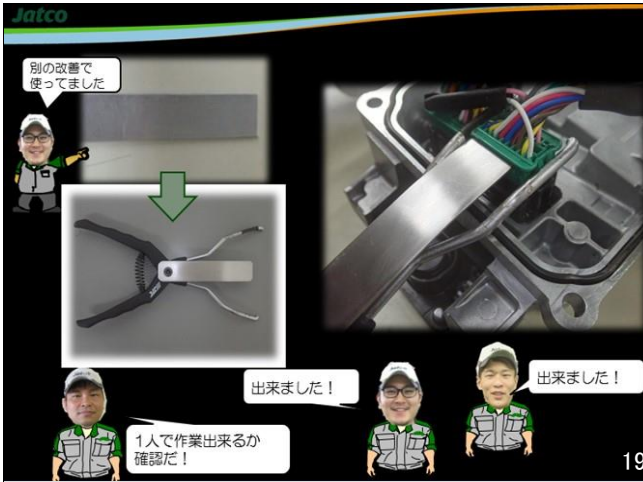 Jatco
別の改善で
使ってました
出来ました！
出来ました！
1人で作業出来るか
確認だ！
19